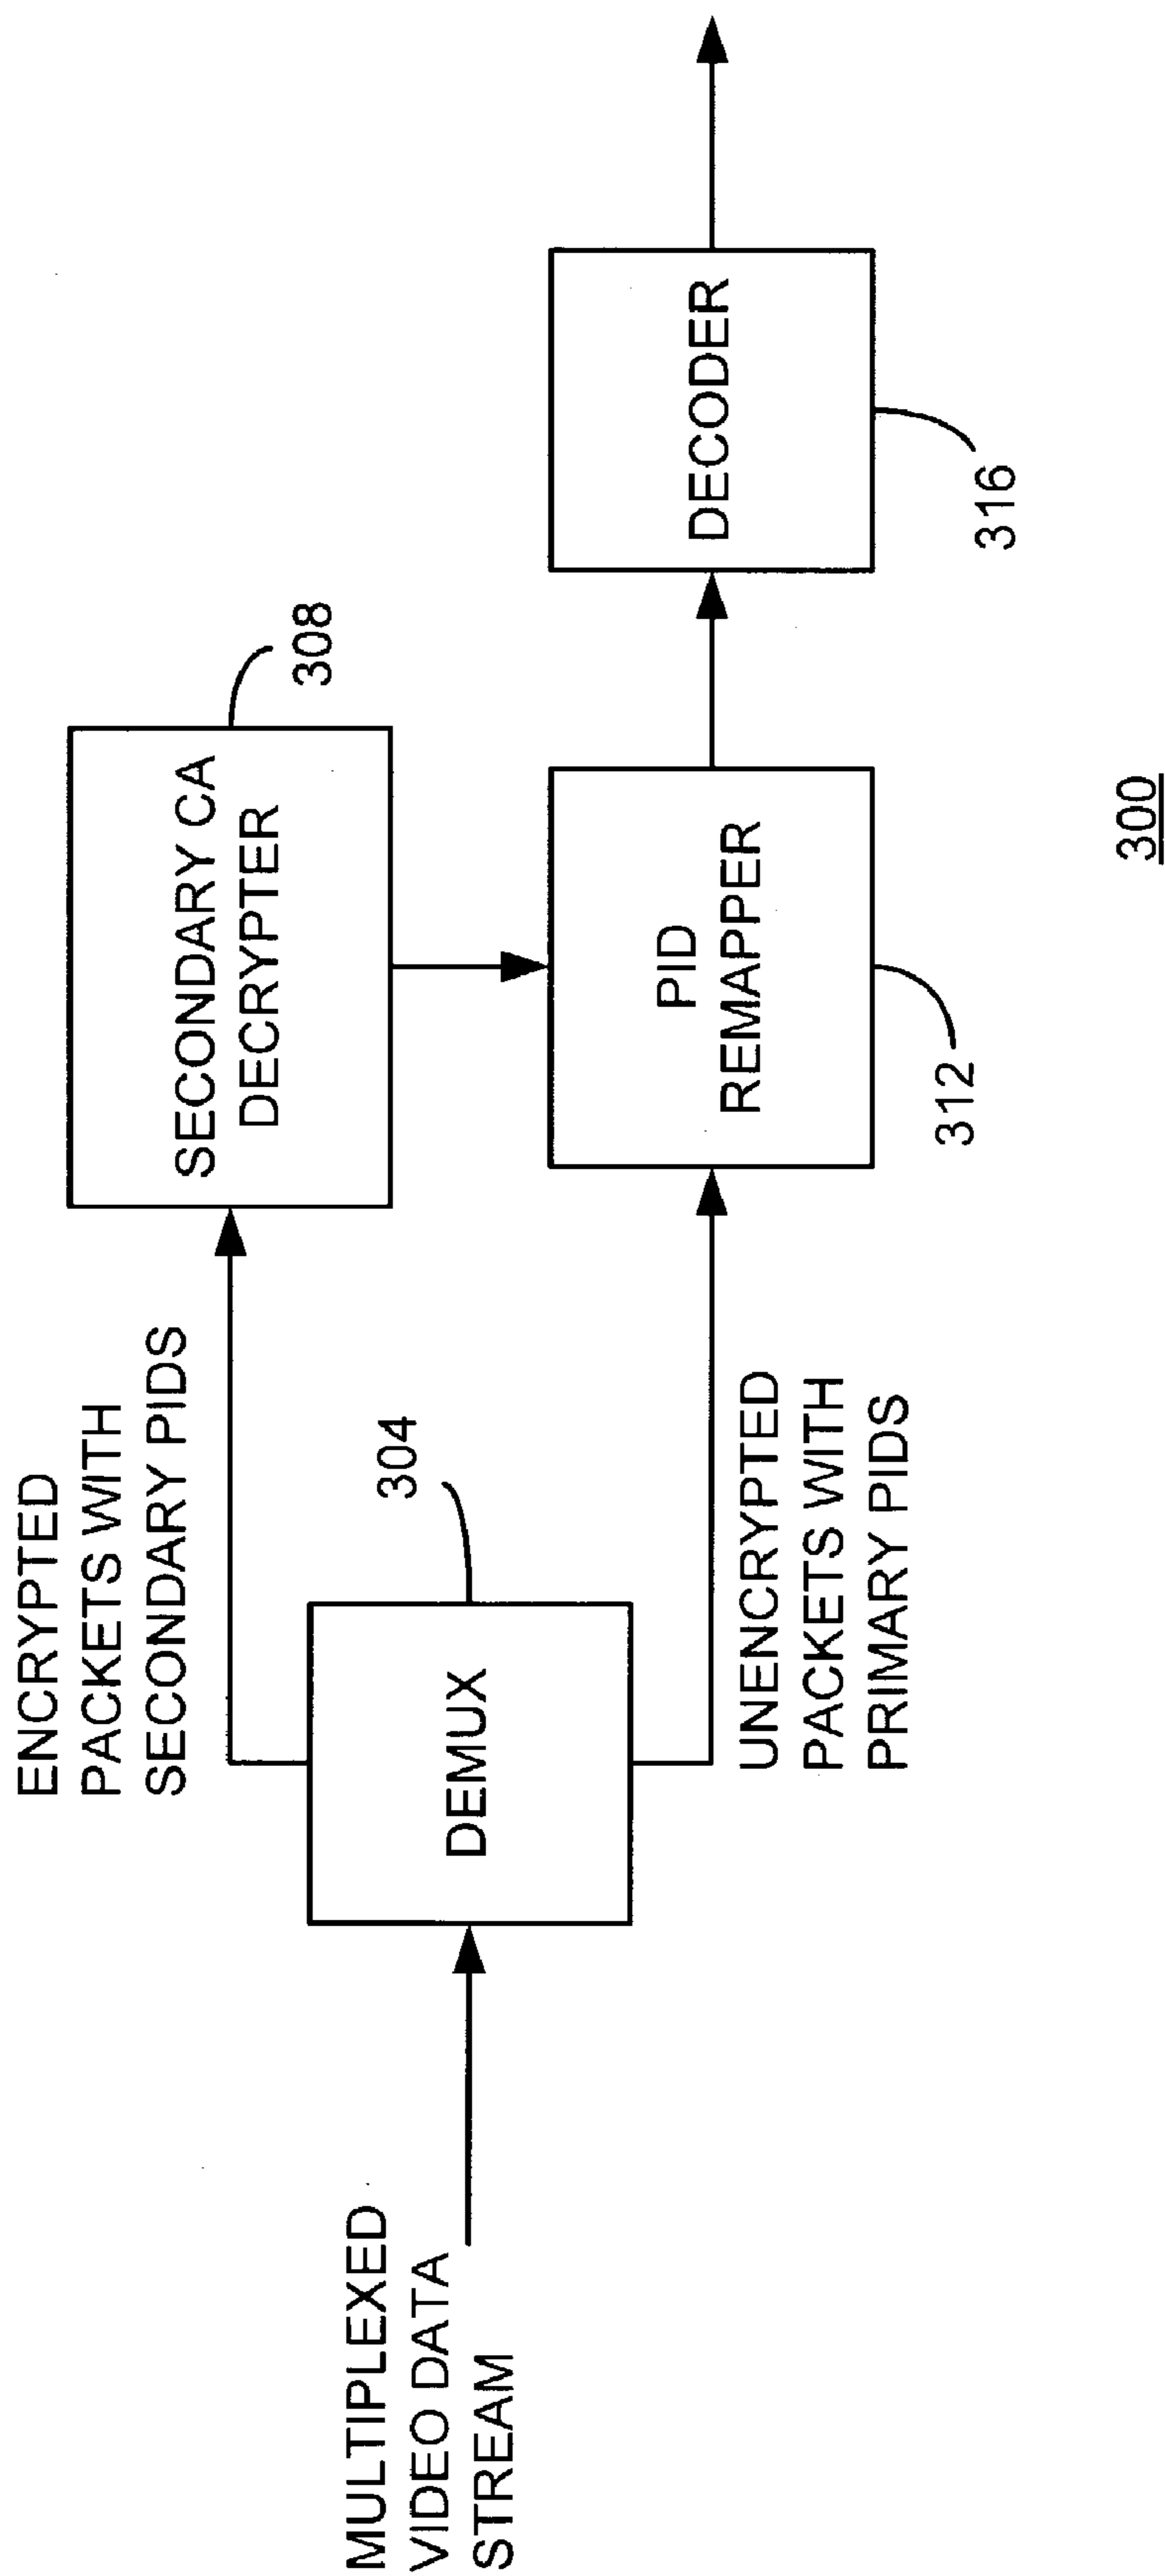 MULTIPLEXED
VIDEO DATA
STREAM
ENCRYPTED
PACKETS WITH
SECONDARY PIDS
DEMUX
304
UNENCRYPTED
PACKETS WITH
PRIMARY PIDS
SECONDARY CA
DECRYPTER
308
PID
REMAPPER
312
DECODER
316
300